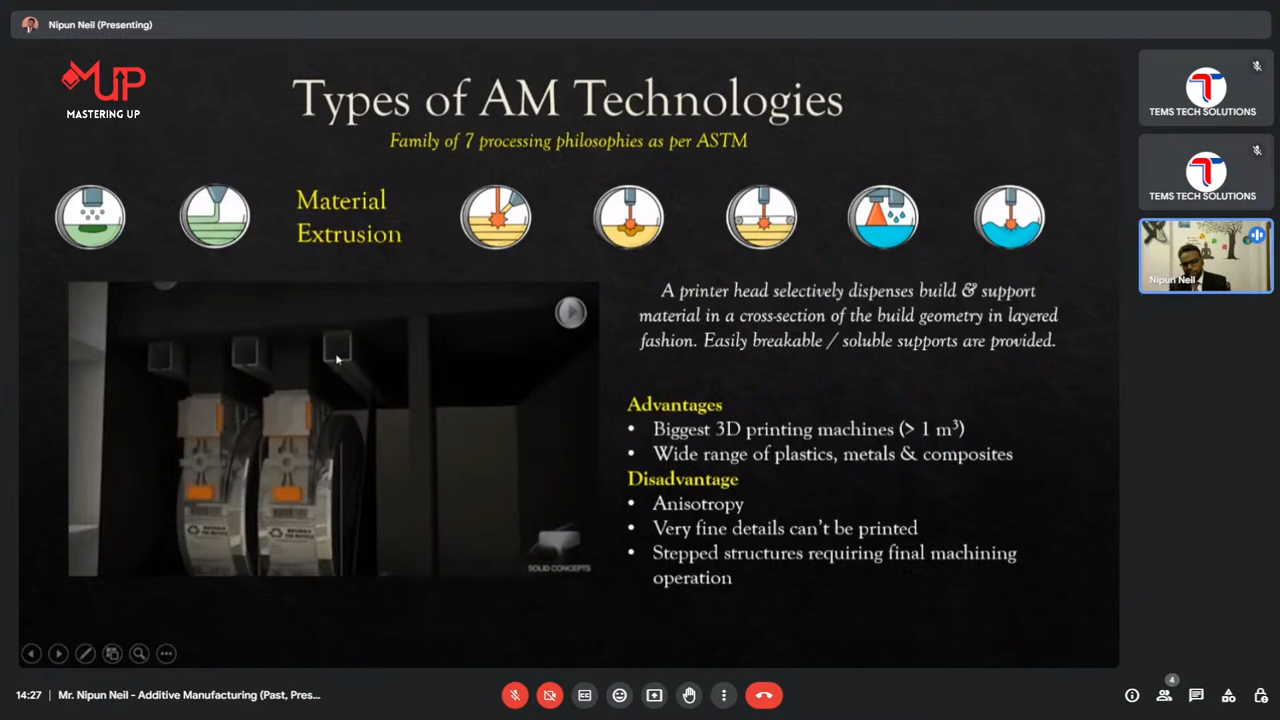 Nipun Neil (Presenting)
MUP
MASTERING UP
Types of AM Technologies
Family of 7 processing philosophies as per ASTM
Material
Extrusion
A printer head selectively dispenses build & support
material in a cross-section of the build geometry in layered
fashion. Easily breakable / soluble supports are provided.
Advantages
• Biggest 3D printing machines (> 1 m³)
• Wide range of plastics, metals & composites
Disadvantage
• Anisotropy
• Very fine details can't be printed
• Stepped structures requiring final machining
operation
SOLID CONCEPTS
TEMS TECH SOLUTIONS
TEMS TECH SOLUTIONS
Nipun Neil
14:27
Mr. Nipun Neil - Additive Manufacturing (Past, Pres...
4